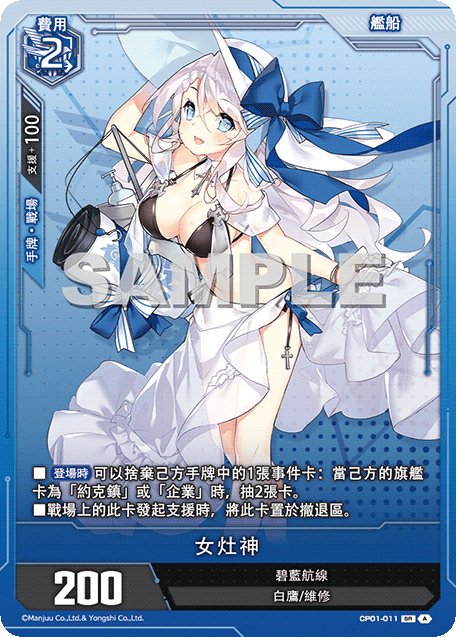 費用
2
艦船
支援+100
手牌・戰場
SAMPLE
■ 登場時 可以捨棄己方手牌中的1張事件卡：當己方的旗艦
卡為「約克鎮」或「企業」時，抽2張卡。
■戰場上的此卡發起支援時，將此卡置於撤退區。
女灶神
200
碧藍航線
白鷹/維修
©Manjuu Co.,Ltd.& Yongshi Co.,Ltd.
CP01-011 SR A